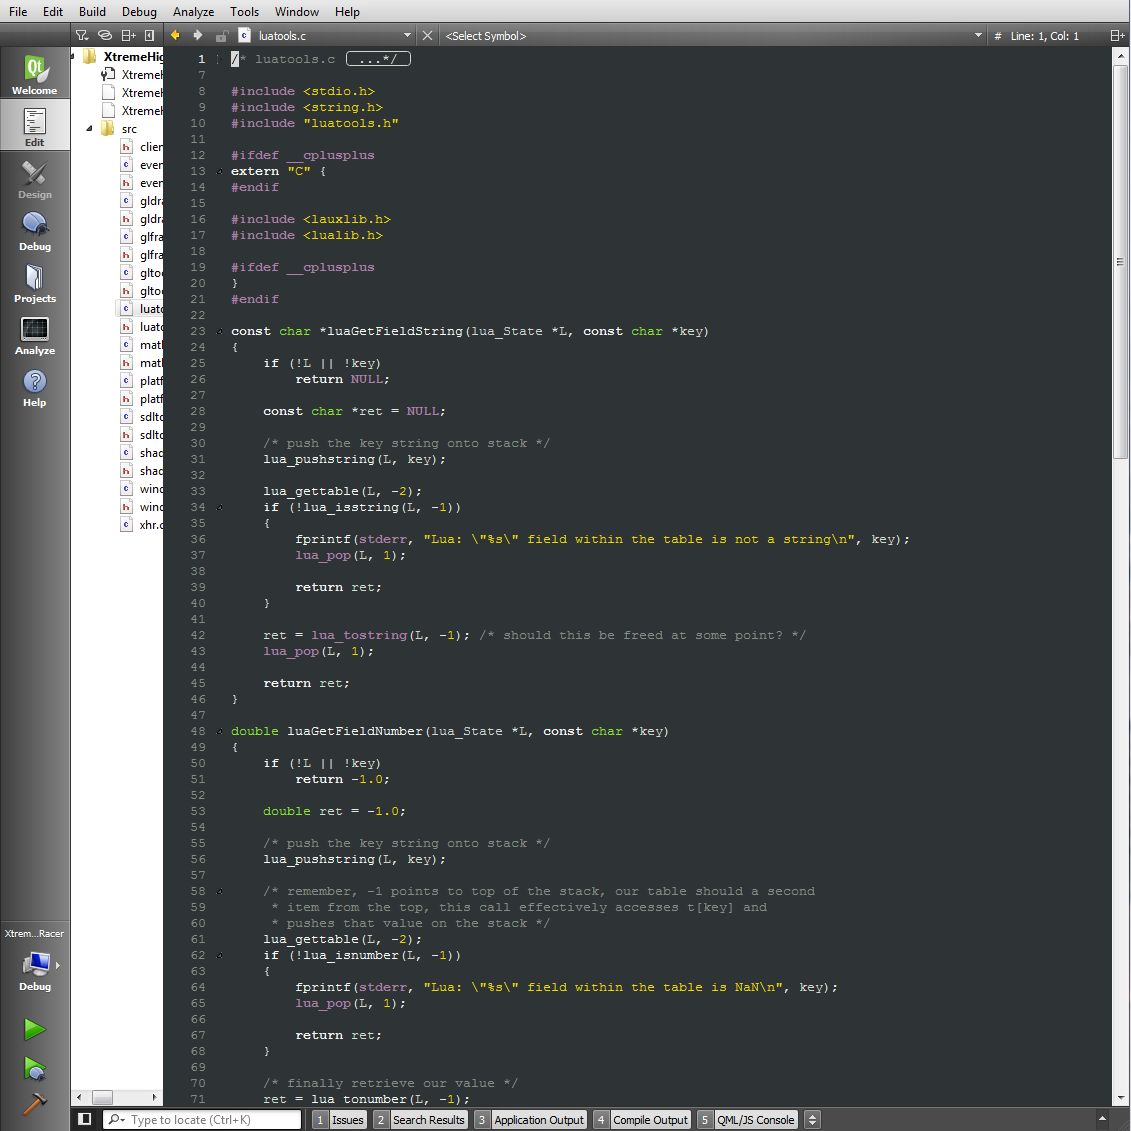 File Edit Build Debug Analyze Tools Window Help
luatools.c <Select Symbol> # Line: 1, Col: 1
Welcome
Edit
Design
Debug
Projects
Analyze
Help
Xtrem...Racer
Debug
XtremeHig
XtremeH
XtremeH
XtremeH
src
clien
even
even
gldra
gldra
glfra
glfra
gltoo
gltoo
luato
luato
mat
mat
platf
platf
sdlto
sdlto
shad
shad
wind
wind
xhr.c
1 /* luatools.c ...*/
7
8 #include <stdio.h>
9 #include <string.h>
10 #include "luatools.h"
11
12 #ifdef __cplusplus
13 extern "C" {
14 #endif
15
16 #include <lauxlib.h>
17 #include <lualib.h>
18
19 #ifdef __cplusplus
20 }
21 #endif
22
23 const char *luaGetFieldString(lua_State *L, const char *key)
24 {
25 if (!L || !key)
26 return NULL;
27
28 const char *ret = NULL;
29
30 /* push the key string onto stack */
31 lua_pushstring(L, key);
32
33 lua_gettable(L, -2);
34 if (!lua_isstring(L, -1))
35 {
36 fprintf(stderr, "Lua: \"%s\" field within the table is not a string\n", key);
37 lua_pop(L, 1);
38
39 return ret;
40 }
41
42 ret = lua_tostring(L, -1); /* should this be freed at some point? */
43 lua_pop(L, 1);
44
45 return ret;
46 }
47
48 double luaGetFieldNumber(lua_State *L, const char *key)
49 {
50 if (!L || !key)
51 return -1.0;
52
53 double ret = -1.0;
54
55 /* push the key string onto stack */
56 lua_pushstring(L, key);
57
58 /* remember, -1 points to top of the stack, our table should a second
59 * item from the top, this call effectively accesses t[key] and
60 * pushes that value on the stack */
61 lua_gettable(L, -2);
62 if (!lua_isnumber(L, -1))
63 {
64 fprintf(stderr, "Lua: \"%s\" field within the table is NaN\n", key);
65 lua_pop(L, 1);
66
67 return ret;
68 }
69
70 /* finally retrieve our value */
71 ret = lua_tonumber(L, -1);
Type to locate (Ctrl+K) 1 Issues 2 Search Results 3 Application Output 4 Compile Output 5 QML/JS Console